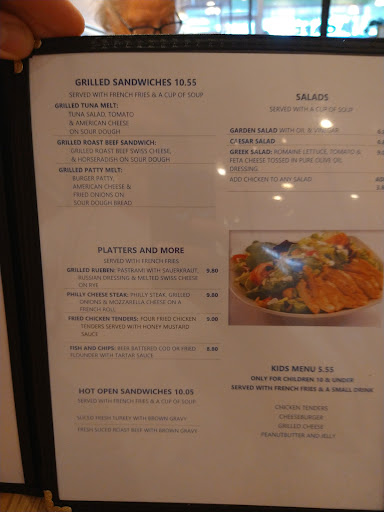 GRILLED SANDWICHES 10.55
SERVED WITH FRENCH FRIES & A CUP OF SOUP
GRILLED TUNA MELT:
TUNA SALAD, TOMATO
& AMERICAN CHEESE
ON SOUR DOUGH
GRILLED ROAST BEEF SANDWICH:
GRILLED ROAST BEEF SWISS CHEESE,
& HORSERADISH ON SOUR DOUGH
GRILLED PATTY MELT:
BURGER PATTY,
AMERICAN CHEESE &
FRIED ONIONS ON
SOUR DOUGH BREAD
PLATTERS AND MORE
SERVED WITH FRENCH FRIES
GRILLED RUEBEN: PASTRAMI WITH SAUERKRAUT, 9.80
RUSSIAN DRESSING & MELTED SWISS CHEESE
ON RYE
PHILLY CHEESE STEAK: PHILLY STEAK, GRILLED 9.80
ONIONS & MOZZARELLA CHEESE ON A
FRENCH ROLL
FRIED CHICKEN TENDERS: FOUR FRIED CHICKEN 9.00
TENDERS SERVED WITH HONEY MUSTARD
SAUCE
FISH AND CHIPS: BEER BATTERED COD OR FRIED 8.90
FLOUNDER WITH TARTAR SAUCE
HOT OPEN SANDWICHES 10.05
SERVED WITH FRENCH FRIES & A CUP OF SOUP
SLICED FRESH TURKEY WITH BROWN GRAVY
FRESH SLICED ROAST BEEF WITH BROWN GRAVY
SALADS
SERVED WITH A CUP OF SOUP
GARDEN SALAD WITH OIL & VINEGAR
CAESAR SALAD
GREEK SALAD: ROMAINE LETTUCE, TOMATO &
FETA CHEESE TOSSED IN PURE OLIVE OIL
DRESSING
ADD CHICKEN TO ANY SALAD
KIDS MENU 5.55
ONLY FOR CHILDREN 10 & UNDER
SERVED WITH FRENCH FRIES & A SMALL DRINK
CHICKEN TENDERS
CHEESEBURGER
GRILLED CHEESE
PEANUTBUTTER AND JELLY